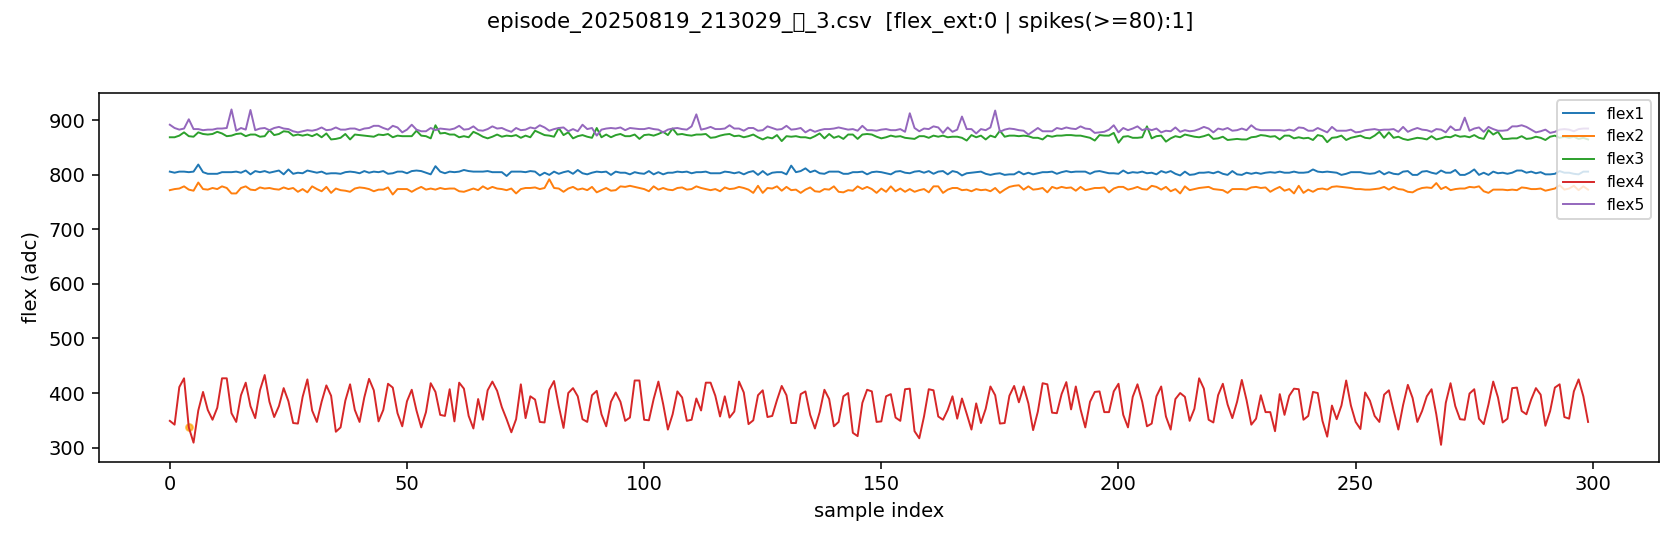 episode_20250819_213029_▯_3.csv  [flex_ext:0 | spikes(>=80):1]
flex (adc)
900
800
700
600
500
400
300
0
50
100
150
200
250
300
sample index
flex1
flex2
flex3
flex4
flex5